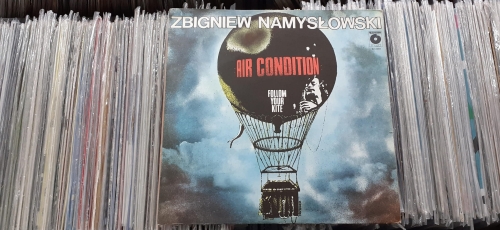 ZBIGNIEW NAMYSŁOWSKI
AIR CONDITION
FOLLOW
YOUR
KITE